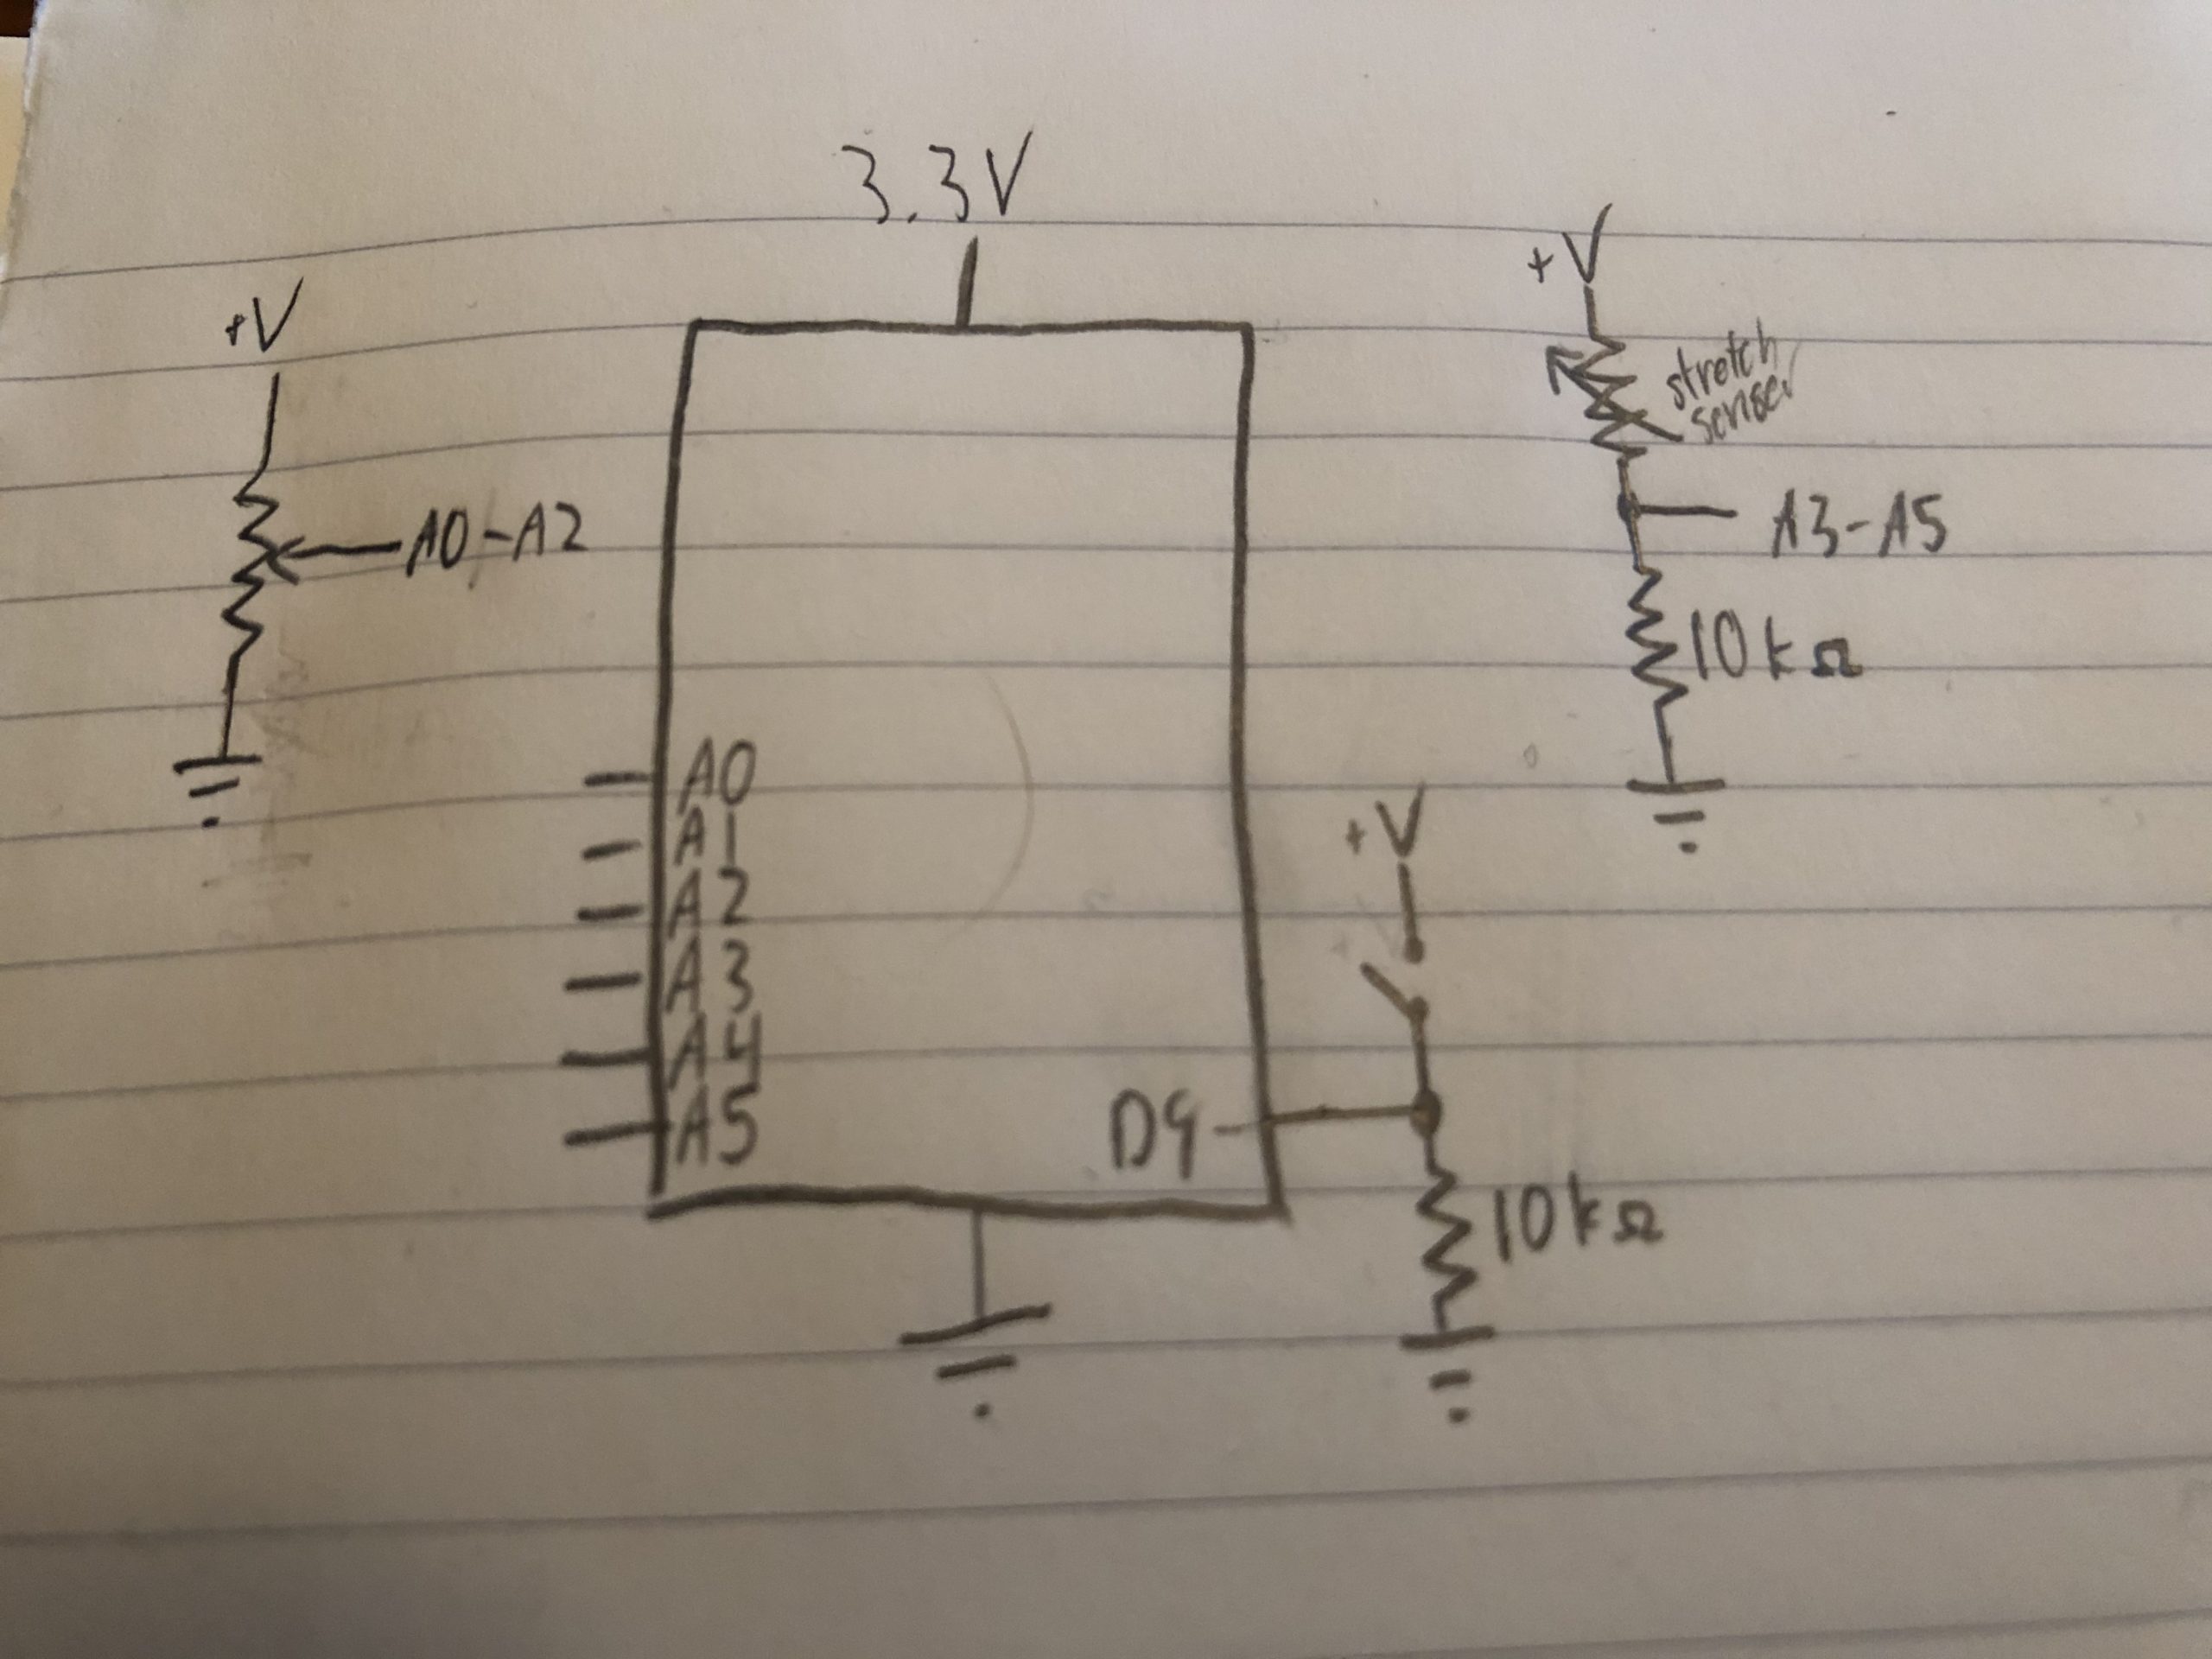 3.3V
+V
+V
stretch
sensor
A0-A2
A3-A5
10kΩ
A0
A1
A2
A3
A4
A5
+V
D9
10kΩ